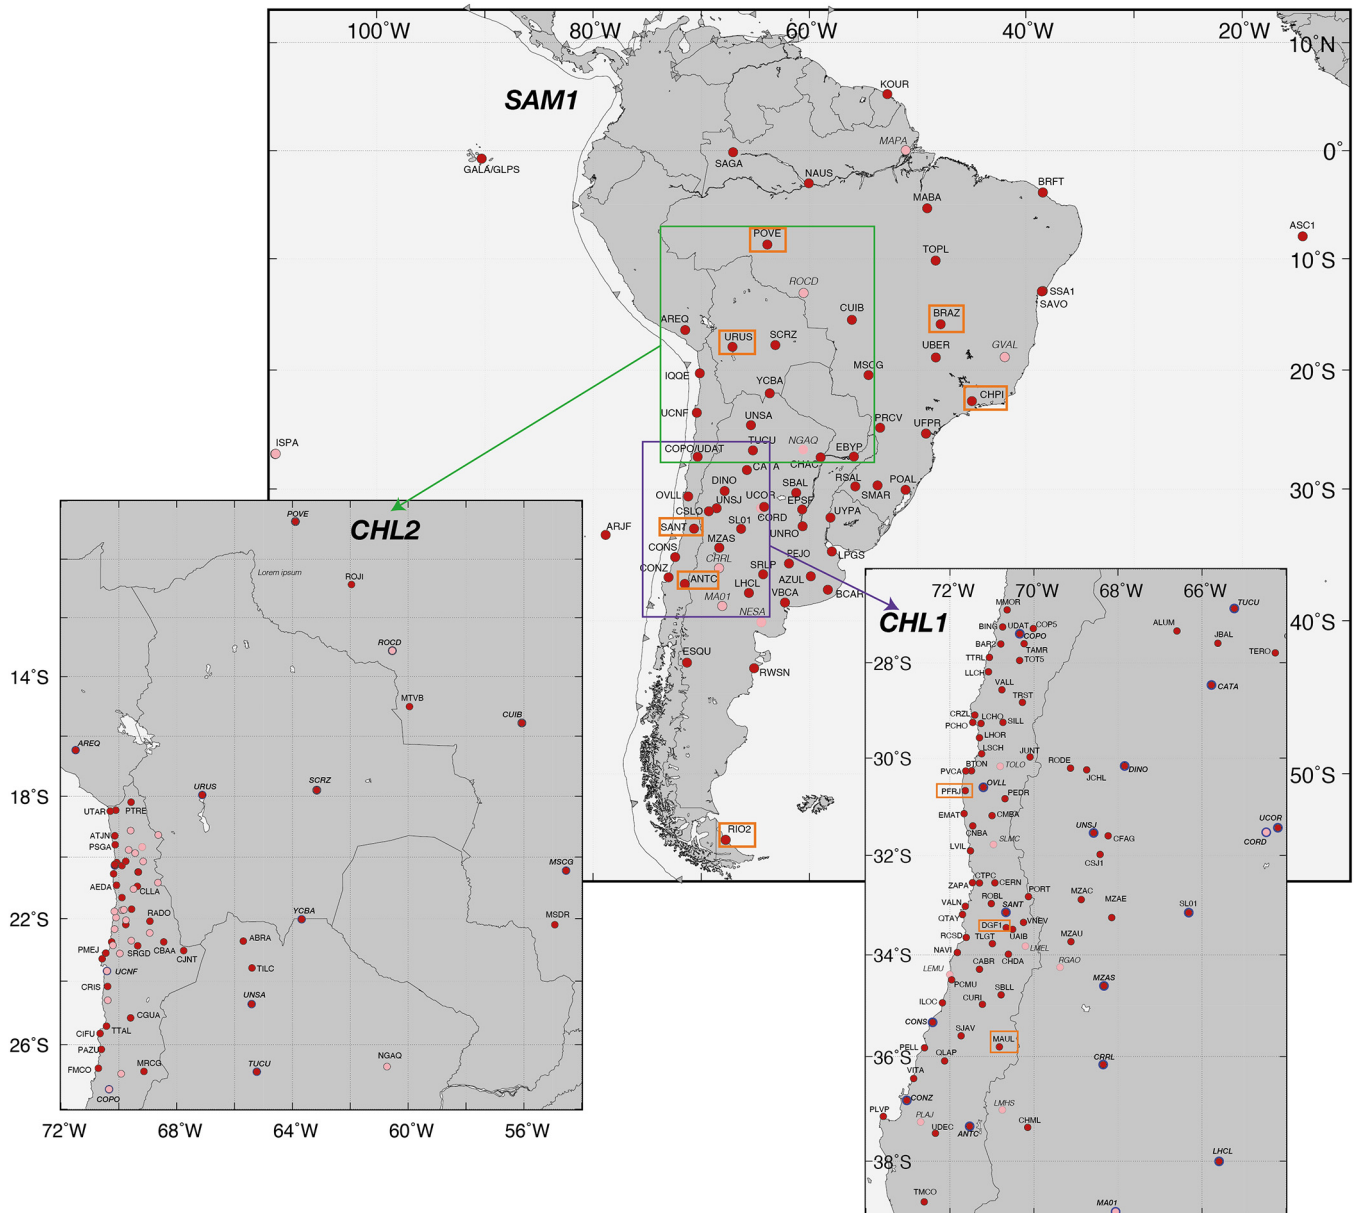 100°W 80°W 60°W 40°W 20°W
10°N
SAM1
KOUR
MAPA
0°
SAGA
GALA/GLPS
NAUS
BRFT
MABA
ASC1
POVE
TOPL
10°S
ROCD
SSA1
SAVO
CUIB
BRAZ
AREQ
URUS
SCRZ
UBER
GVAL
IQQE
MSCG
20°S
YCBA
CHPI
UCNF
UNSA
PRCV
UFPR
ISPA
COPO/UDAT
TUCU
NGAQ
EBYP
CHAC
CATA
RSAL
POAL
30°S
DINO
SBAL
SMAR
OVLL
UNSJ
UCOR
EPSF
CSLO
UYPA
ARJF
SANT
SL01
CORD
UNRO
MZAS
CONS
CRRL
PEJO
LPGS
CONZ
ANTC
SRLP
AZUL
LHCL
VBCA
BCAR
MA01
NESA
40°S
ESQU
RWSN
50°S
RIO2
CHL2
POVE
Lorem ipsum
ROJI
ROCD
14°S
MTVB
CUIB
AREQ
URUS
SCRZ
18°S
UTAR
PTRE
ATJN
PSGA
MSCG
AEDA
CLLA
22°S
RADO
YCBA
MSDR
PMEJ
SRGD
CBAA
ABRA
CJNT
UCNF
TILC
CRIS
UNSA
CGUA
CIFU
TTAL
26°S
PAZU
NGAQ
FMCO
MRCG
TUCU
COPO
72°W 68°W 64°W 60°W 56°W
CHL1
72°W 70°W 68°W 66°W
MMOR
TUCU
BING
UDAT
COP5
ALUM
COPO
JBAL
BAR2
TAMR
TERO
TTRL
TOT5
28°S
LLCH
VALL
CATA
TRST
CRZL
LCHO
PCHO
SILL
LHOR
LSCH
JUNT
30°S
BTON
TOLO
RODE
PVCA
JCHL
DINO
OVLL
PFRJ
PEDR
EMAT
CMBA
UCOR
CNBA
UNSJ
CFAG
CORD
SLMC
LVIL
CSJ1
32°S
CTPC
ZAPA
CERN
PORT
ROBL
MZAC
MZAE
VALN
SANT
SL01
QTAY
DGF1
VNEV
RCSD
TLGT
UAIB
MZAU
NAVI
LMEL
34°S
CHDA
RGAO
LEMU
CABR
PCMU
MZAS
SBLL
ILOC
CURI
CONS
SJAV
MAUL
PELL
QLAP
36°S
CRRL
VITA
CONZ
LMHS
PLVP
PLAJ
CHML
UDEC
ANTC
LHCL
38°S
TMCO
MA01